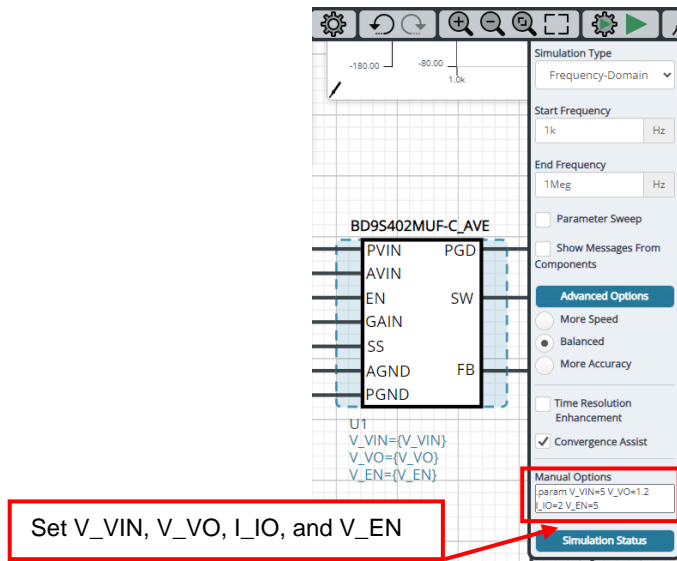 -180.00
-80.00
1.0k
Simulation Type
Frequency-Domain
Start Frequency
1k Hz
End Frequency
1Meg Hz
Parameter Sweep
Show Messages From
Components
Advanced Options
More Speed
Balanced
More Accuracy
Time Resolution
Enhancement
Convergence Assist
Manual Options
.param V_VIN=5 V_VO=1.2
I_IO=2 V_EN=5
Simulation Status
BD9S402MUF-C_AVE
PVIN PGD
AVIN
EN SW
GAIN
SS
AGND FB
PGND
U1
V_VIN={V_VIN}
V_VO={V_VO}
V_EN={V_EN}
Set V_VIN, V_VO, I_IO, and V_EN